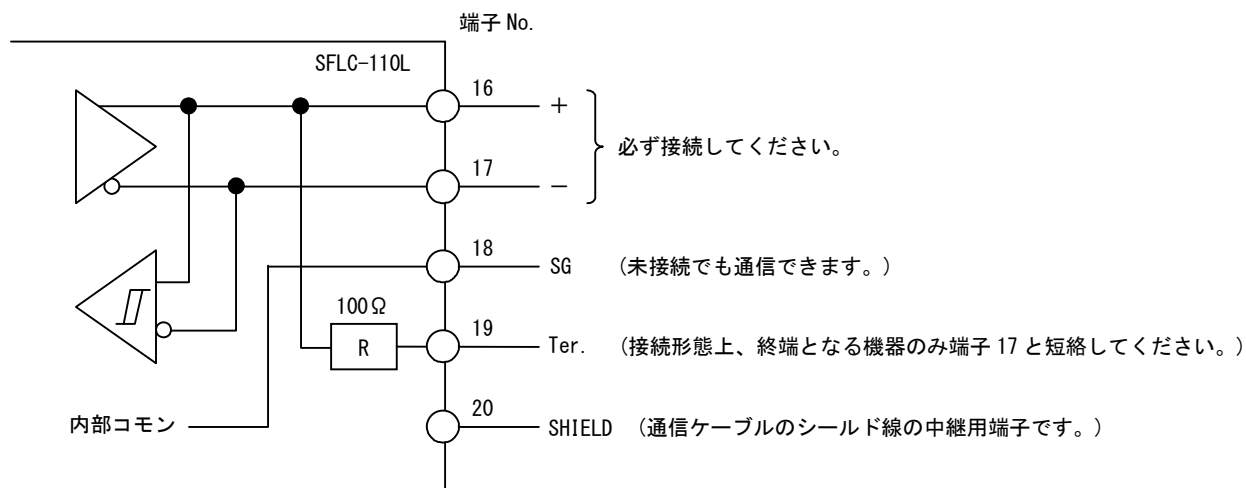 端子 No.
SFLC-110L
16
+
必ず接続してください。
17
－
18
SG （未接続でも通信できます。）
100Ω
R
19
Ter. （接続形態上、終端となる機器のみ端子 17 と短絡してください。）
内部コモン
20
SHIELD （通信ケーブルのシールド線の中継用端子です。）